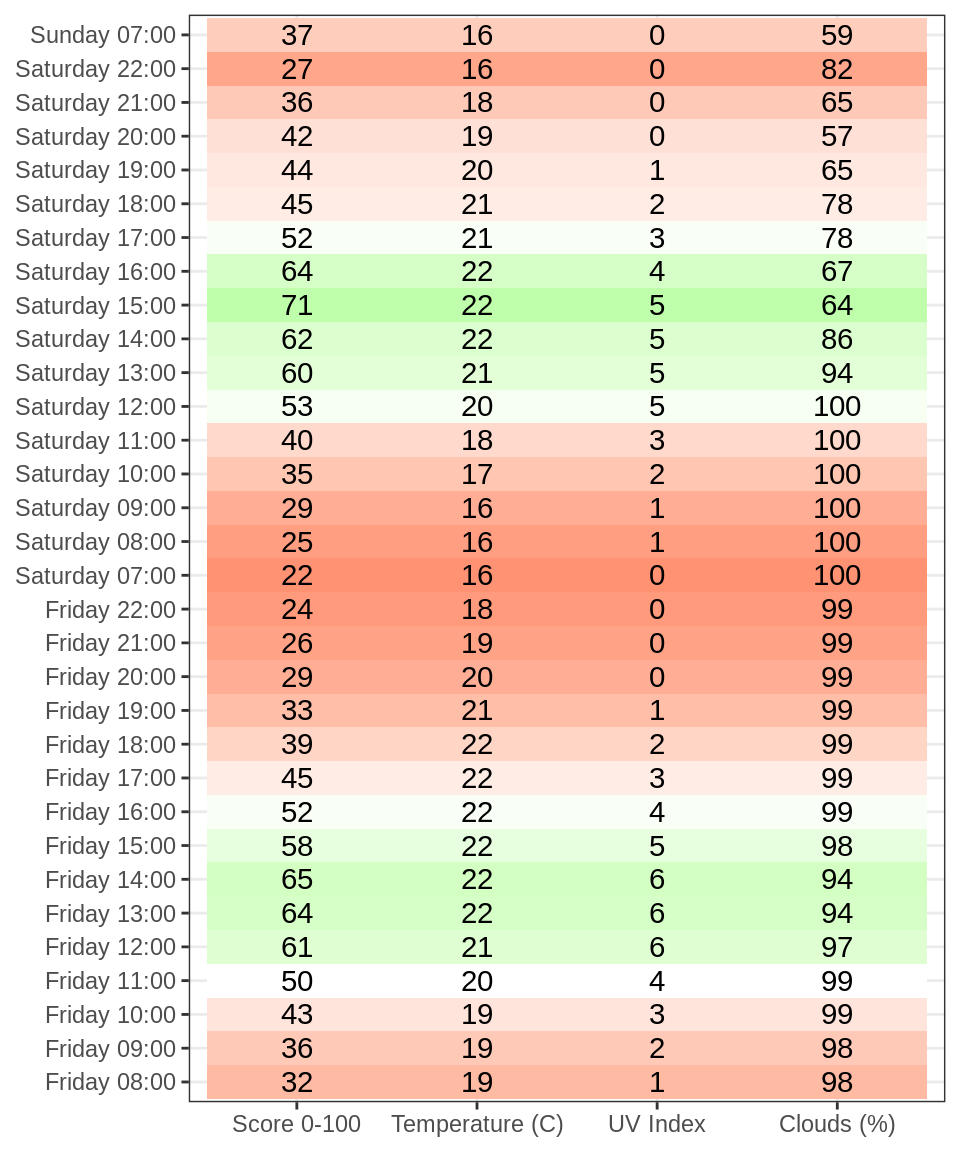 Sunday 07:00 37 16 0 59
Saturday 22:00 27 16 0 82
Saturday 21:00 36 18 0 65
Saturday 20:00 42 19 0 57
Saturday 19:00 44 20 1 65
Saturday 18:00 45 21 2 78
Saturday 17:00 52 21 3 78
Saturday 16:00 64 22 4 67
Saturday 15:00 71 22 5 64
Saturday 14:00 62 22 5 86
Saturday 13:00 60 21 5 94
Saturday 12:00 53 20 5 100
Saturday 11:00 40 18 3 100
Saturday 10:00 35 17 2 100
Saturday 09:00 29 16 1 100
Saturday 08:00 25 16 1 100
Saturday 07:00 22 16 0 100
Friday 22:00 24 18 0 99
Friday 21:00 26 19 0 99
Friday 20:00 29 20 0 99
Friday 19:00 33 21 1 99
Friday 18:00 39 22 2 99
Friday 17:00 45 22 3 99
Friday 16:00 52 22 4 99
Friday 15:00 58 22 5 98
Friday 14:00 65 22 6 94
Friday 13:00 64 22 6 94
Friday 12:00 61 21 6 97
Friday 11:00 50 20 4 99
Friday 10:00 43 19 3 99
Friday 09:00 36 19 2 98
Friday 08:00 32 19 1 98
Score 0-100 Temperature (C) UV Index Clouds (%)